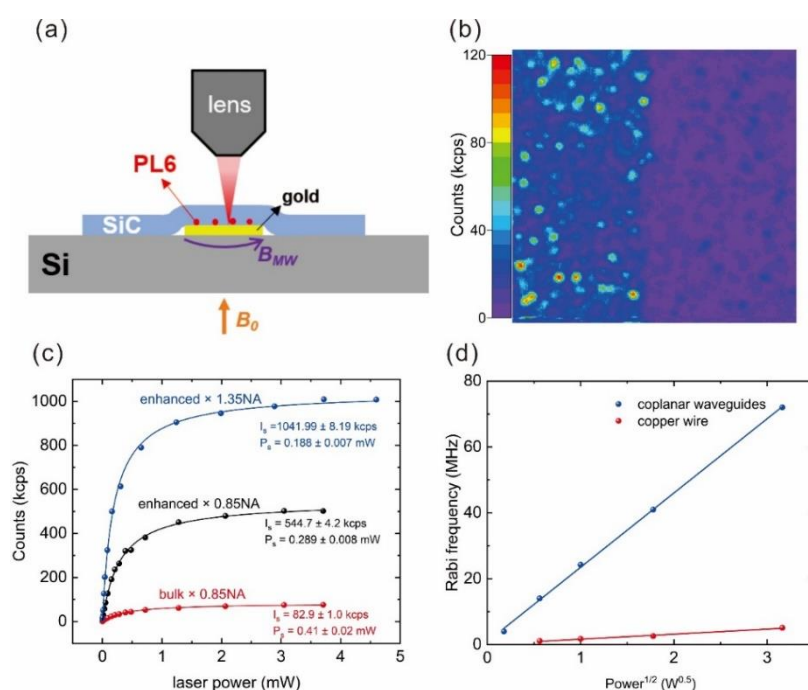 (a)
lens
PL6
gold
SiC
B_MW
Si
B_0
(b)
Counts (kcps)
120
80
40
0
(c)
Counts (kcps)
1000
800
600
400
200
0
enhanced × 1.35NA
I_s =1041.99 ± 8.19 kcps
P_s = 0.188 ± 0.007 mW
enhanced × 0.85NA
I_s = 544.7 ± 4.2 kcps
P_s = 0.289 ± 0.008 mW
bulk × 0.85NA
I_s = 82.9 ± 1.0 kcps
P_s = 0.41 ± 0.02 mW
0 1 2 3 4 5
laser power (mW)
(d)
Rabi frequency (MHz)
80
60
40
20
0
coplanar waveguides
copper wire
0 1 2 3
Power^1/2 (W^0.5)